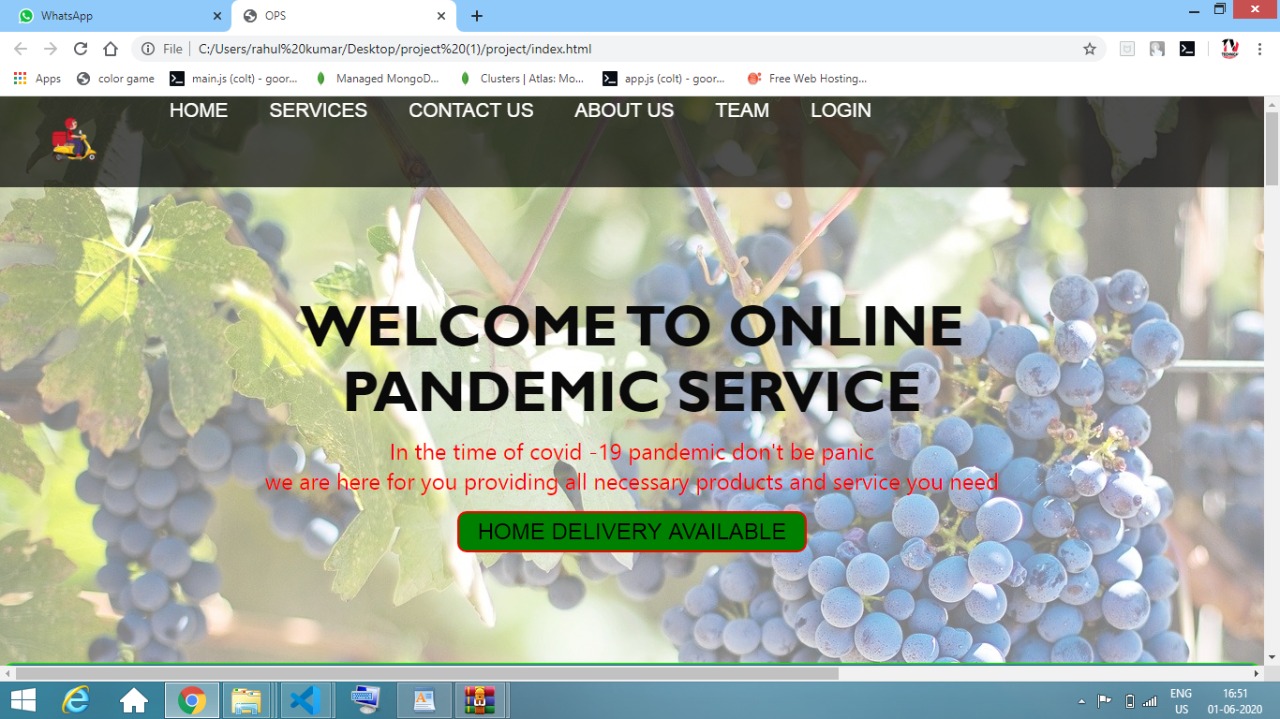 WhatsApp
OPS
File
C:/Users/rahul%20kumar/Desktop/project%20(1)/project/index.html
Apps
color game
main.js (colt) - goor...
Managed MongoD...
Clusters | Atlas: Mo...
app.js (colt) - goor...
Free Web Hosting...
HOME SERVICES CONTACT US ABOUT US TEAM LOGIN
WELCOME TO ONLINE
PANDEMIC SERVICE
In the time of covid -19 pandemic don't be panic
we are here for you providing all necessary products and service you need
HOME DELIVERY AVAILABLE
ENG
US
16:51
01-06-2020